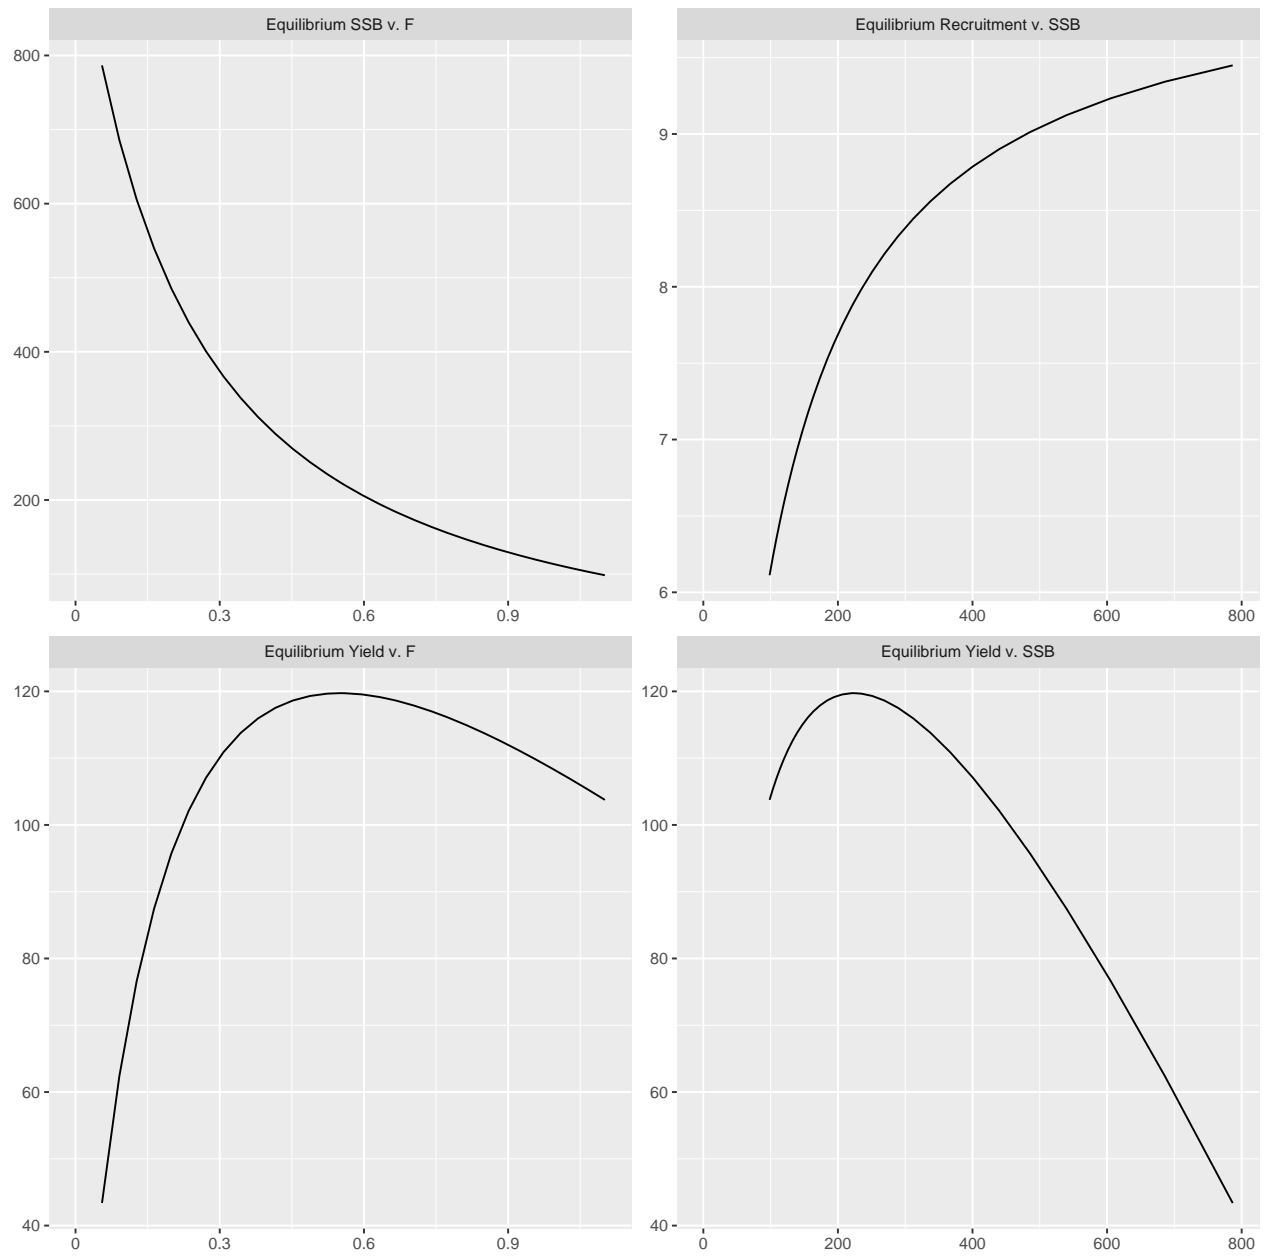 Equilibrium SSB v. F
800
600
400
200
0 0.3 0.6 0.9
Equilibrium Recruitment v. SSB
9
8
7
6
0 200 400 600 800
Equilibrium Yield v. F
120
100
80
60
40
0 0.3 0.6 0.9
Equilibrium Yield v. SSB
120
100
80
60
40
0 200 400 600 800